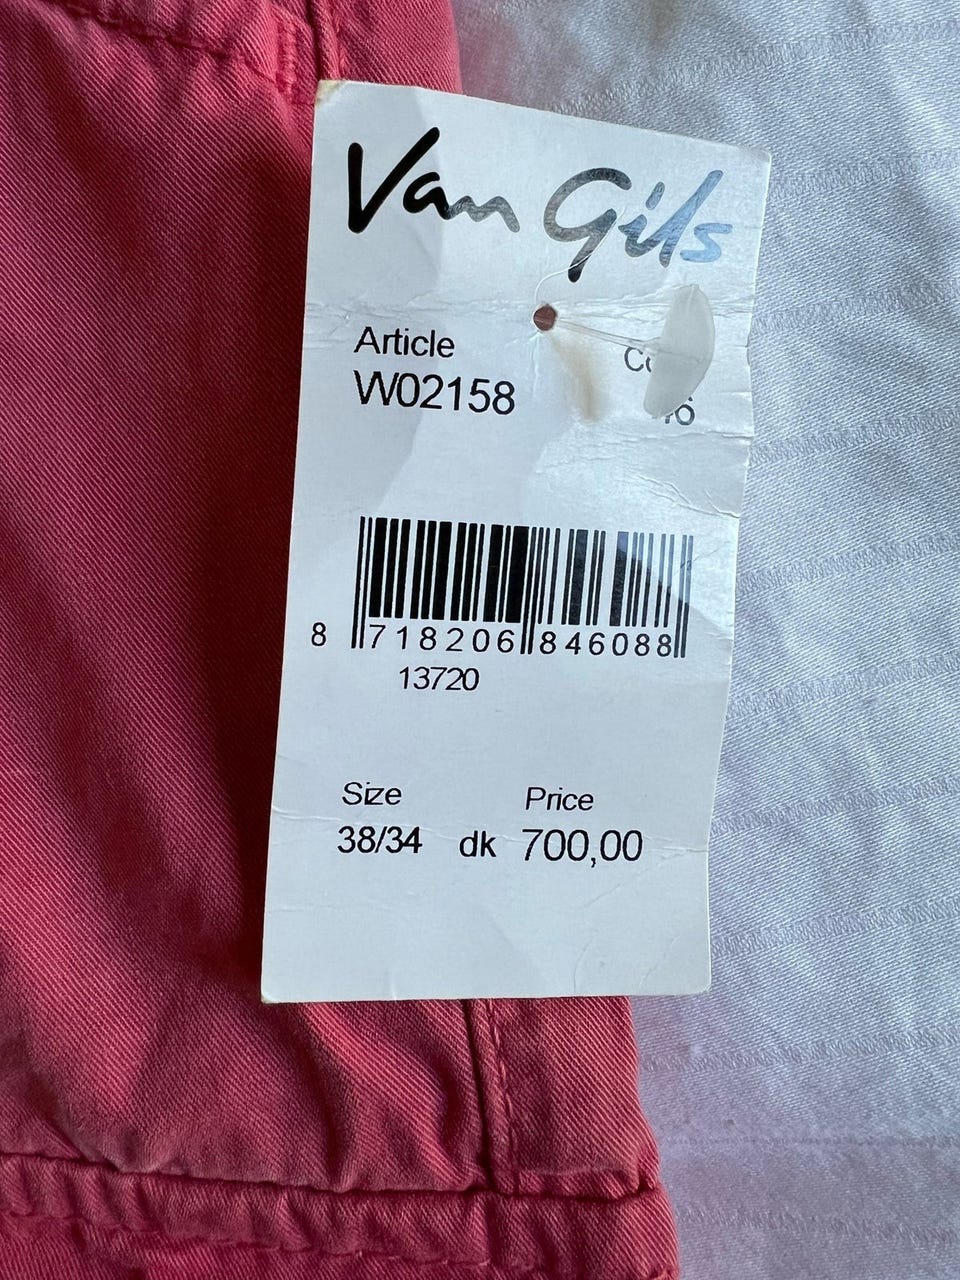 Van Gils
Article
W02158
8 718206 846088
13720
Size Price
38/34 dk 700,00